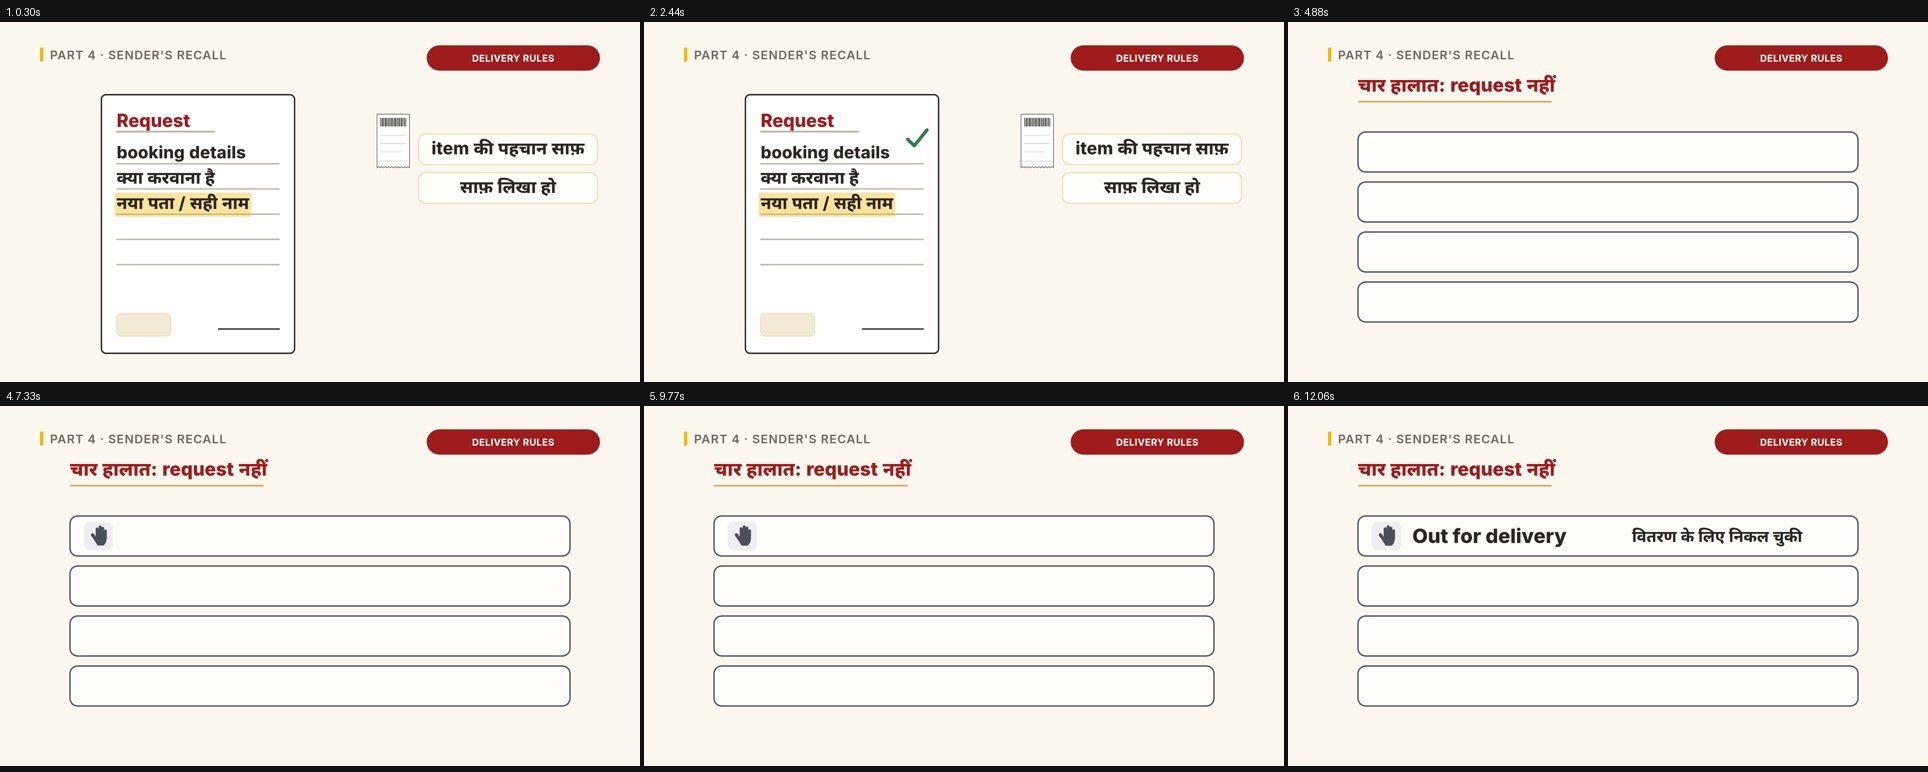 1. 0.30s
PART 4 · SENDER'S RECALL
DELIVERY RULES
Request
booking details
क्या करवाना है
नया पता / सही नाम
item की पहचान साफ़
साफ़ लिखा हो
2. 2.44s
PART 4 · SENDER'S RECALL
DELIVERY RULES
Request
booking details
क्या करवाना है
नया पता / सही नाम
item की पहचान साफ़
साफ़ लिखा हो
3. 4.88s
PART 4 · SENDER'S RECALL
DELIVERY RULES
चार हालात: request नहीं
4. 7.33s
PART 4 · SENDER'S RECALL
DELIVERY RULES
चार हालात: request नहीं
5. 9.77s
PART 4 · SENDER'S RECALL
DELIVERY RULES
चार हालात: request नहीं
6. 12.06s
PART 4 · SENDER'S RECALL
DELIVERY RULES
चार हालात: request नहीं
Out for delivery
वितरण के लिए निकल चुकी